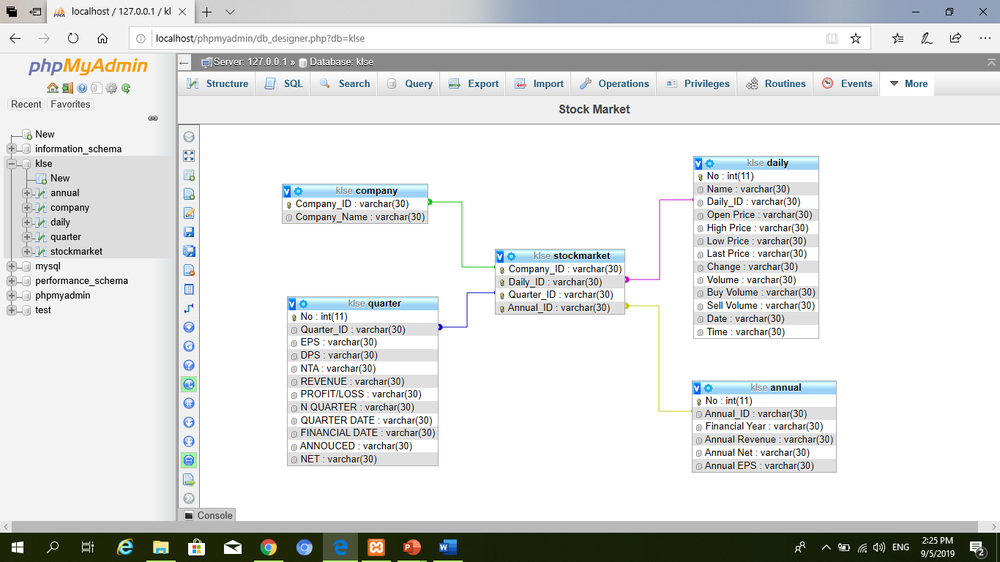 localhost / 127.0.0.1 / kl
localhost/phpmyadmin/db_designer.php?db=klse
phpMyAdmin
Recent Favorites
New
information_schema
klse
New
annual
company
daily
quarter
stockmarket
mysql
performance_schema
phpmyadmin
test
Server: 127.0.0.1 » Database: klse
Structure SQL Search Query Export Import Operations Privileges Routines Events More
Stock Market
klse company
Company_ID : varchar(30)
Company_Name : varchar(30)
klse quarter
No : int(11)
Quarter_ID : varchar(30)
EPS : varchar(30)
DPS : varchar(30)
NTA : varchar(30)
REVENUE : varchar(30)
PROFIT/LOSS : varchar(30)
N QUARTER : varchar(30)
QUARTER DATE : varchar(30)
FINANCIAL DATE : varchar(30)
ANNOUCED : varchar(30)
NET : varchar(30)
klse stockmarket
Company_ID : varchar(30)
Daily_ID : varchar(30)
Quarter_ID : varchar(30)
Annual_ID : varchar(30)
klse daily
No : int(11)
Name : varchar(30)
Daily_ID : varchar(30)
Open Price : varchar(30)
High Price : varchar(30)
Low Price : varchar(30)
Last Price : varchar(30)
Change : varchar(30)
Volume : varchar(30)
Buy Volume : varchar(30)
Sell Volume : varchar(30)
Date : varchar(30)
Time : varchar(30)
klse annual
No : int(11)
Annual_ID : varchar(30)
Financial Year : varchar(30)
Annual Revenue : varchar(30)
Annual Net : varchar(30)
Annual EPS : varchar(30)
Console
ENG
2:25 PM
9/5/2019
2